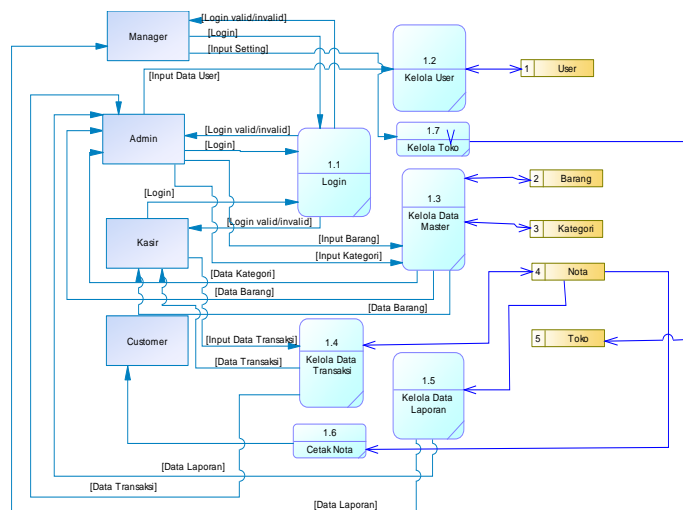 [Login valid/invalid]
Manager
[Login]
[Input Setting]
1.2
Kelola User
1
User
[Input Data User]
Admin
[Login valid/invalid]
[Login]
1.7
Kelola Toko
1.1
Login
1.3
Kelola Data
Master
2
Barang
3
Kategori
[Login]
[Login valid/invalid]
Kasir
[Input Barang]
[Input Kategori]
[Data Kategori]
[Data Barang]
[Data Barang]
4
Nota
Customer
[Input Data Transaksi]
[Data Transaksi]
1.4
Kelola Data
Transaksi
5
Toko
1.5
Kelola Data
Laporan
1.6
Cetak Nota
[Data Laporan]
[Data Transaksi]
[Data Laporan]